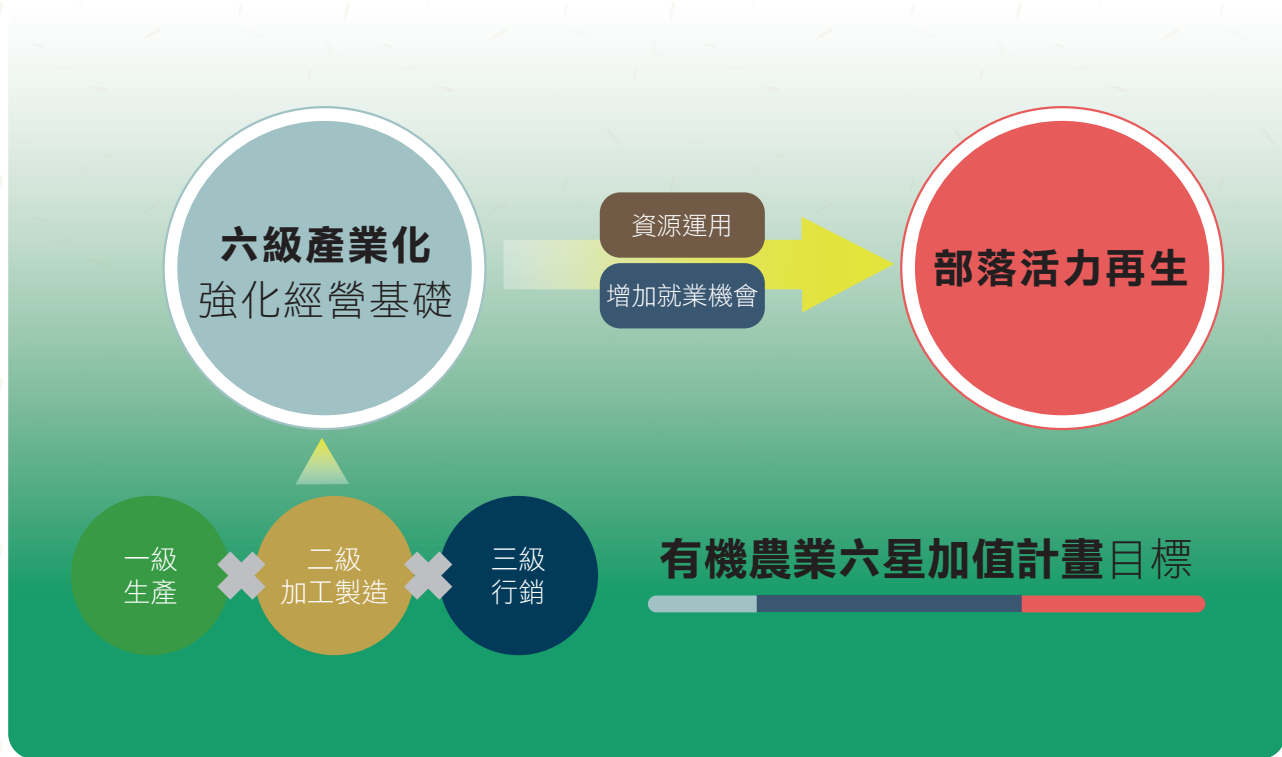 六級產業化
強化經營基礎
資源運用
增加就業機會
部落活力再生
一級
生產
二級
加工製造
三級
行銷
有機農業六星加值計畫目標